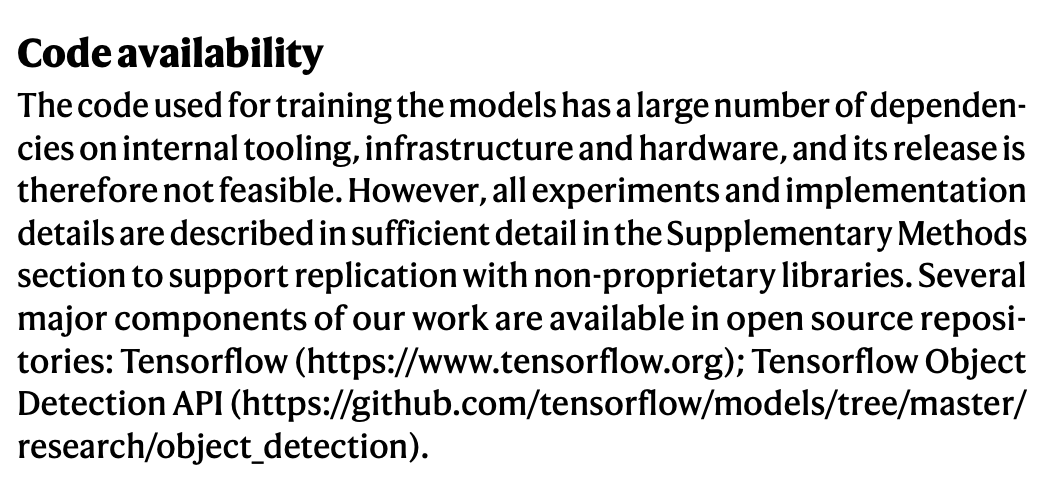 Code availability
The code used for training the models has a large number of dependen-
cies on internal tooling, infrastructure and hardware, and its release is
therefore not feasible. However, all experiments and implementation
details are described in sufficient detail in the Supplementary Methods
section to support replication with non-proprietary libraries. Several
major components of our work are available in open source reposi-
tories: Tensorflow (https://www.tensorflow.org); Tensorflow Object
Detection API (https://github.com/tensorflow/models/tree/master/
research/object_detection).